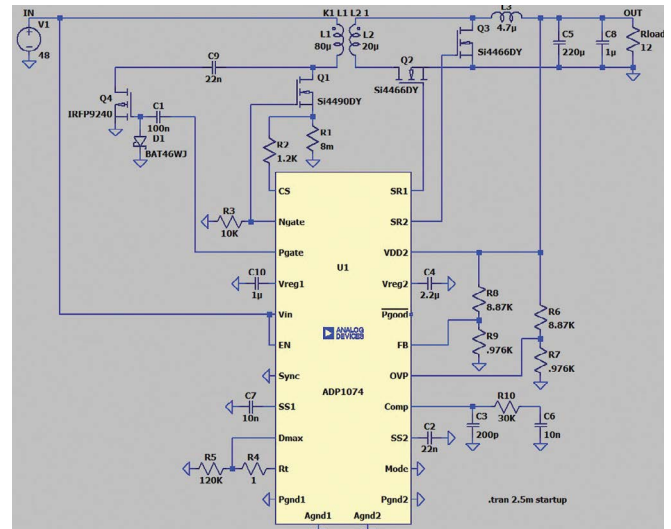 IN
K1 L1 L2 1
L3
4.7µ
OUT
V1
48
C9
22n
L1
80µ
L2
20µ
Q3
Si4466DY
C5
220µ
C8
1µ
Rload
12
Q4
IRFP9240
C1
100n
D1
BAT46WJ
Q1
Si4490DY
Q2
Si4466DY
R2
1.2K
R1
8m
CS
SR1
R3
10K
Ngate
SR2
Pgate
VDD2
U1
C10
1µ
Vreg1
Vreg2
C4
2.2µ
R8
8.87K
R6
8.87K
Vin
Pgood
ANALOG
DEVICES
EN
FB
R9
.976K
R7
.976K
Sync
OVP
ADP1074
C7
10n
SS1
Comp
R10
30K
C3
200p
C6
10n
Dmax
SS2
C2
22n
R5
120K
R4
1
Rt
Mode
Pgnd1
Pgnd2
.tran 2.5m startup
Agnd1
Agnd2